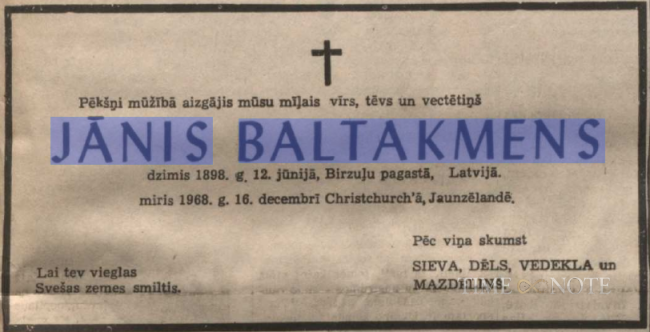 Pēkšņi mūžībā aizgājis mūsu mīļais vīrs, tēvs un vectētiņš
JĀNIS BALTAKMENS
dzimis 1898. g. 12. jūnijā, Birzuļu pagastā, Latvijā.
miris 1968. g. 16. decembrī Christchurch'ā, Jaunzēlandē.
Lai tev vieglas
Svešas zemes smiltis.
Pēc viņa skumst
SIEVA, DĒLS, VEDEKLA un
MAZDĒLIŅŠ.